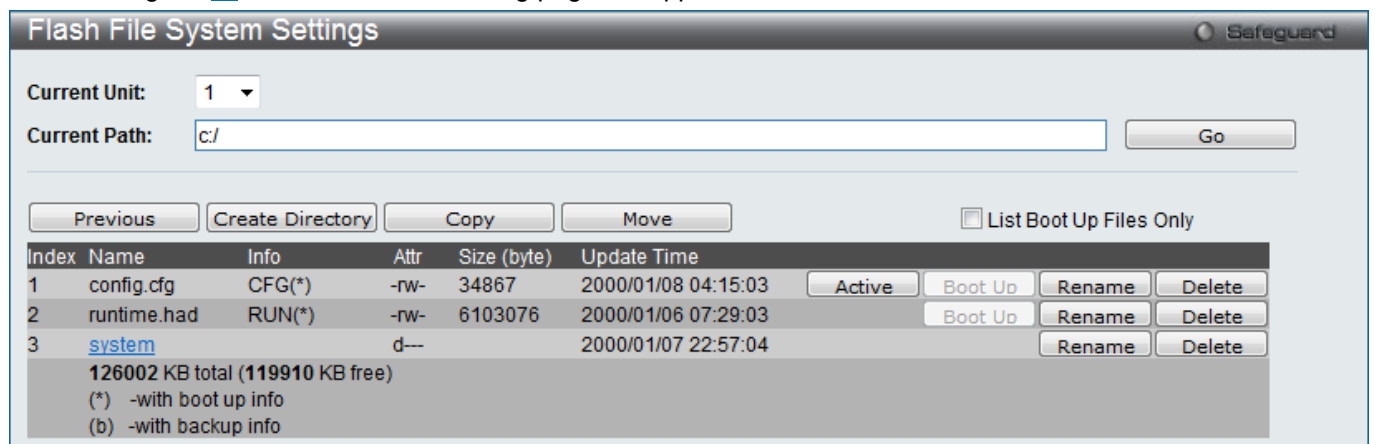 Flash File System Settings Safeguard
Current Unit: 1
Current Path: c:/ Go
Previous Create Directory Copy Move List Boot Up Files Only
Index Name Info Attr Size (byte) Update Time
1 config.cfg CFG(*) -rw- 34867 2000/01/08 04:15:03 Active Boot Up Rename Delete
2 runtime.had RUN(*) -rw- 6103076 2000/01/06 07:29:03 Boot Up Rename Delete
3 system d--- 2000/01/07 22:57:04 Rename Delete
126002 KB total (119910 KB free)
(*) -with boot up info
(b) -with backup info